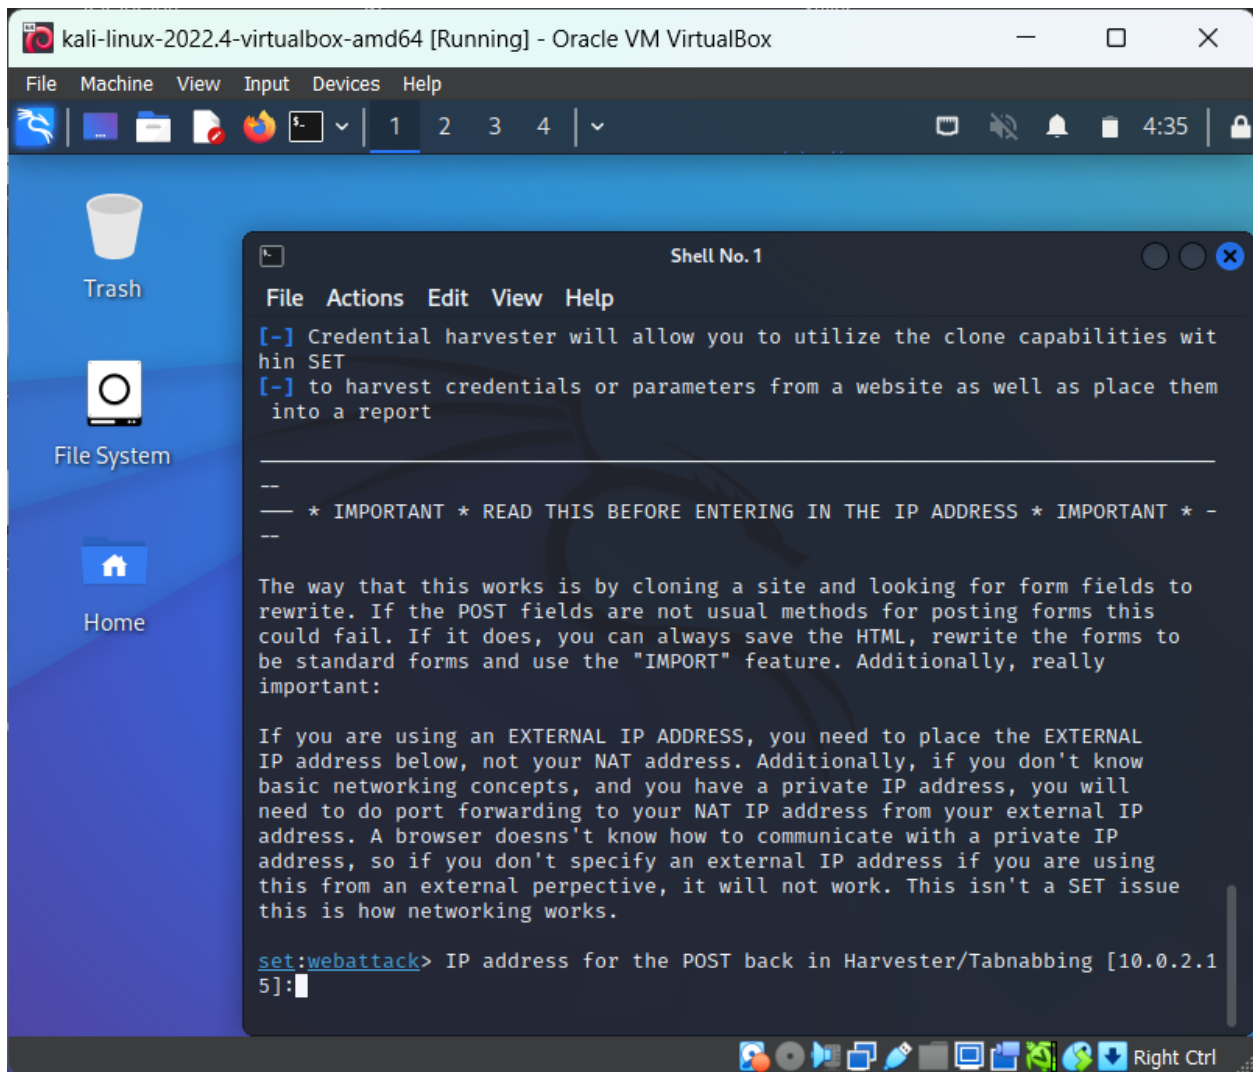 kali-linux-2022.4-virtualbox-amd64 [Running] - Oracle VM VirtualBox
File Machine View Input Devices Help
1 2 3 4 4:35
Trash
File System
Home
Shell No. 1
File Actions Edit View Help
[-] Credential harvester will allow you to utilize the clone capabilities wit
hin SET
[-] to harvest credentials or parameters from a website as well as place them
into a report
--
--- * IMPORTANT * READ THIS BEFORE ENTERING IN THE IP ADDRESS * IMPORTANT * -
--
The way that this works is by cloning a site and looking for form fields to
rewrite. If the POST fields are not usual methods for posting forms this
could fail. If it does, you can always save the HTML, rewrite the forms to
be standard forms and use the "IMPORT" feature. Additionally, really
important:
If you are using an EXTERNAL IP ADDRESS, you need to place the EXTERNAL
IP address below, not your NAT address. Additionally, if you don't know
basic networking concepts, and you have a private IP address, you will
need to do port forwarding to your NAT IP address from your external IP
address. A browser doesns't know how to communicate with a private IP
address, so if you don't specify an external IP address if you are using
this from an external perpective, it will not work. This isn't a SET issue
this is how networking works.
set:webattack> IP address for the POST back in Harvester/Tabnabbing [10.0.2.1
5]:
Right Ctrl